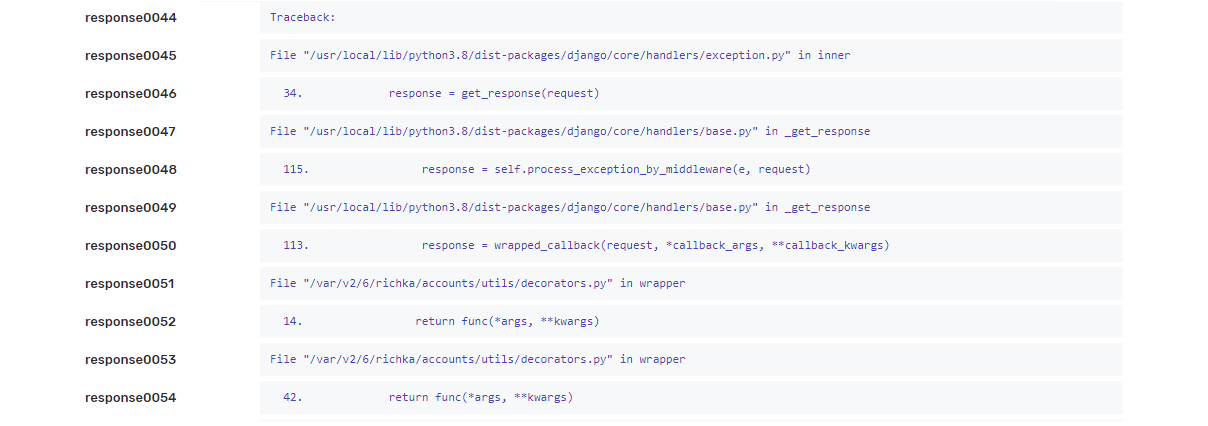 response0044 Traceback:
response0045 File "/usr/local/lib/python3.8/dist-packages/django/core/handlers/exception.py" in inner
response0046 34. response = get_response(request)
response0047 File "/usr/local/lib/python3.8/dist-packages/django/core/handlers/base.py" in _get_response
response0048 115. response = self.process_exception_by_middleware(e, request)
response0049 File "/usr/local/lib/python3.8/dist-packages/django/core/handlers/base.py" in _get_response
response0050 113. response = wrapped_callback(request, *callback_args, **callback_kwargs)
response0051 File "/var/v2/6/richka/accounts/utils/decorators.py" in wrapper
response0052 14. return func(*args, **kwargs)
response0053 File "/var/v2/6/richka/accounts/utils/decorators.py" in wrapper
response0054 42. return func(*args, **kwargs)